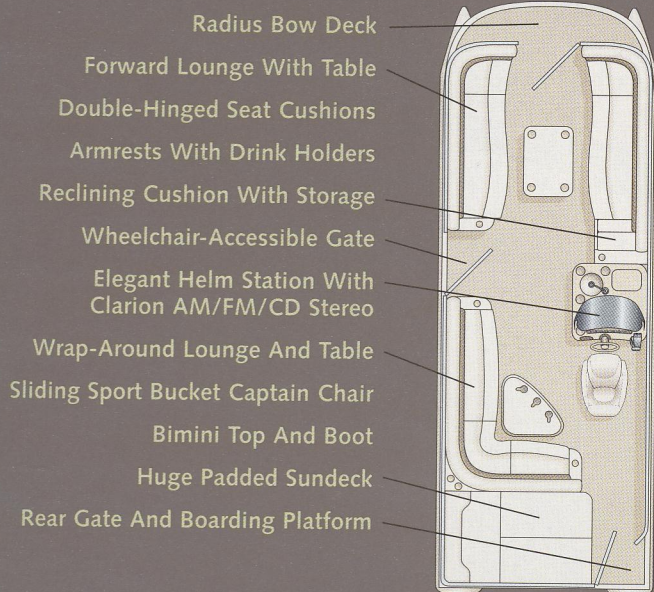 Radius Bow Deck
Forward Lounge With Table
Double-Hinged Seat Cushions
Armrests With Drink Holders
Reclining Cushion With Storage
Wheelchair-Accessible Gate
Elegant Helm Station With
Clarion AM/FM/CD Stereo
Wrap-Around Lounge And Table
Sliding Sport Bucket Captain Chair
Bimini Top And Boot
Huge Padded Sundeck
Rear Gate And Boarding Platform